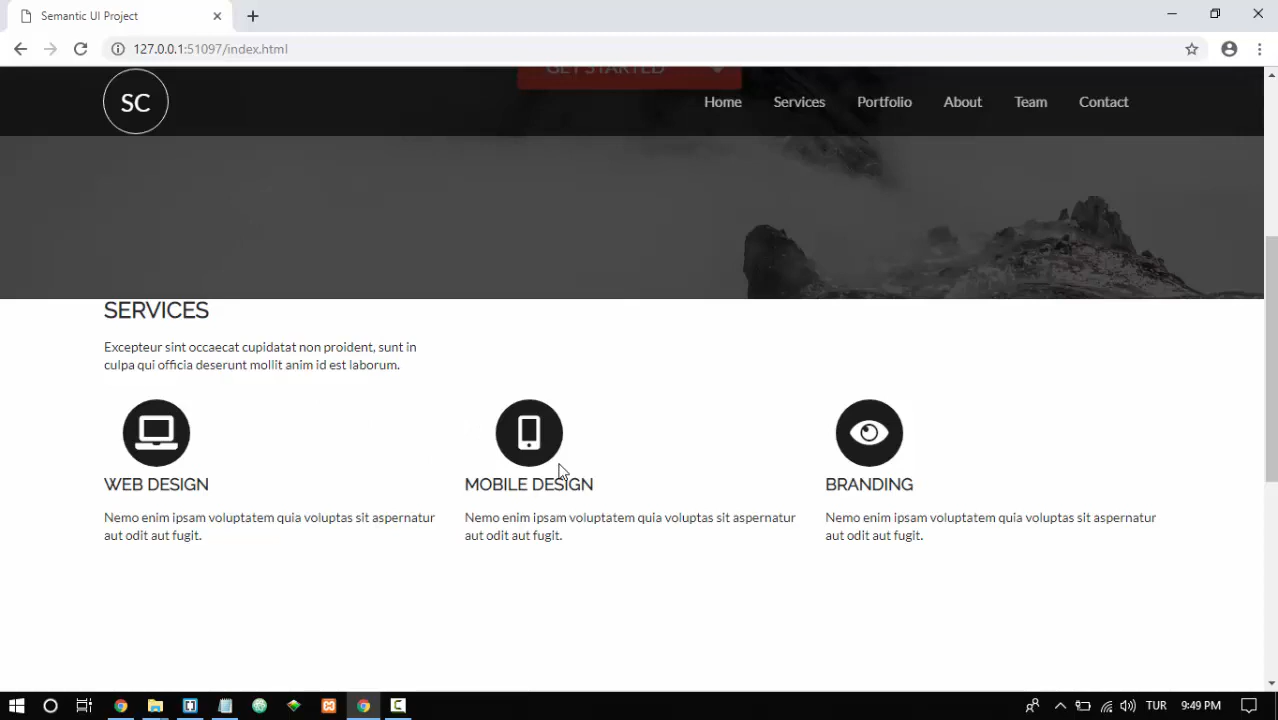 Semantic UI Project
127.0.0.1:51097/index.html
GET STARTED
SC
Home Services Portfolio About Team Contact
SERVICES
Excepteur sint occaecat cupidatat non proident, sunt in
culpa qui officia deserunt mollit anim id est laborum.
WEB DESIGN
Nemo enim ipsam voluptatem quia voluptas sit aspernatur
aut odit aut fugit.
MOBILE DESIGN
Nemo enim ipsam voluptatem quia voluptas sit aspernatur
aut odit aut fugit.
BRANDING
Nemo enim ipsam voluptatem quia voluptas sit aspernatur
aut odit aut fugit.
TUR 9:49 PM